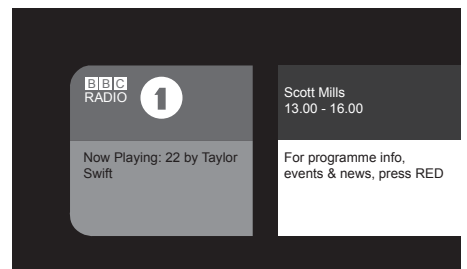 BBC
RADIO 1
Scott Mills
13.00 - 16.00
Now Playing: 22 by Taylor
Swift
For programme info,
events & news, press RED